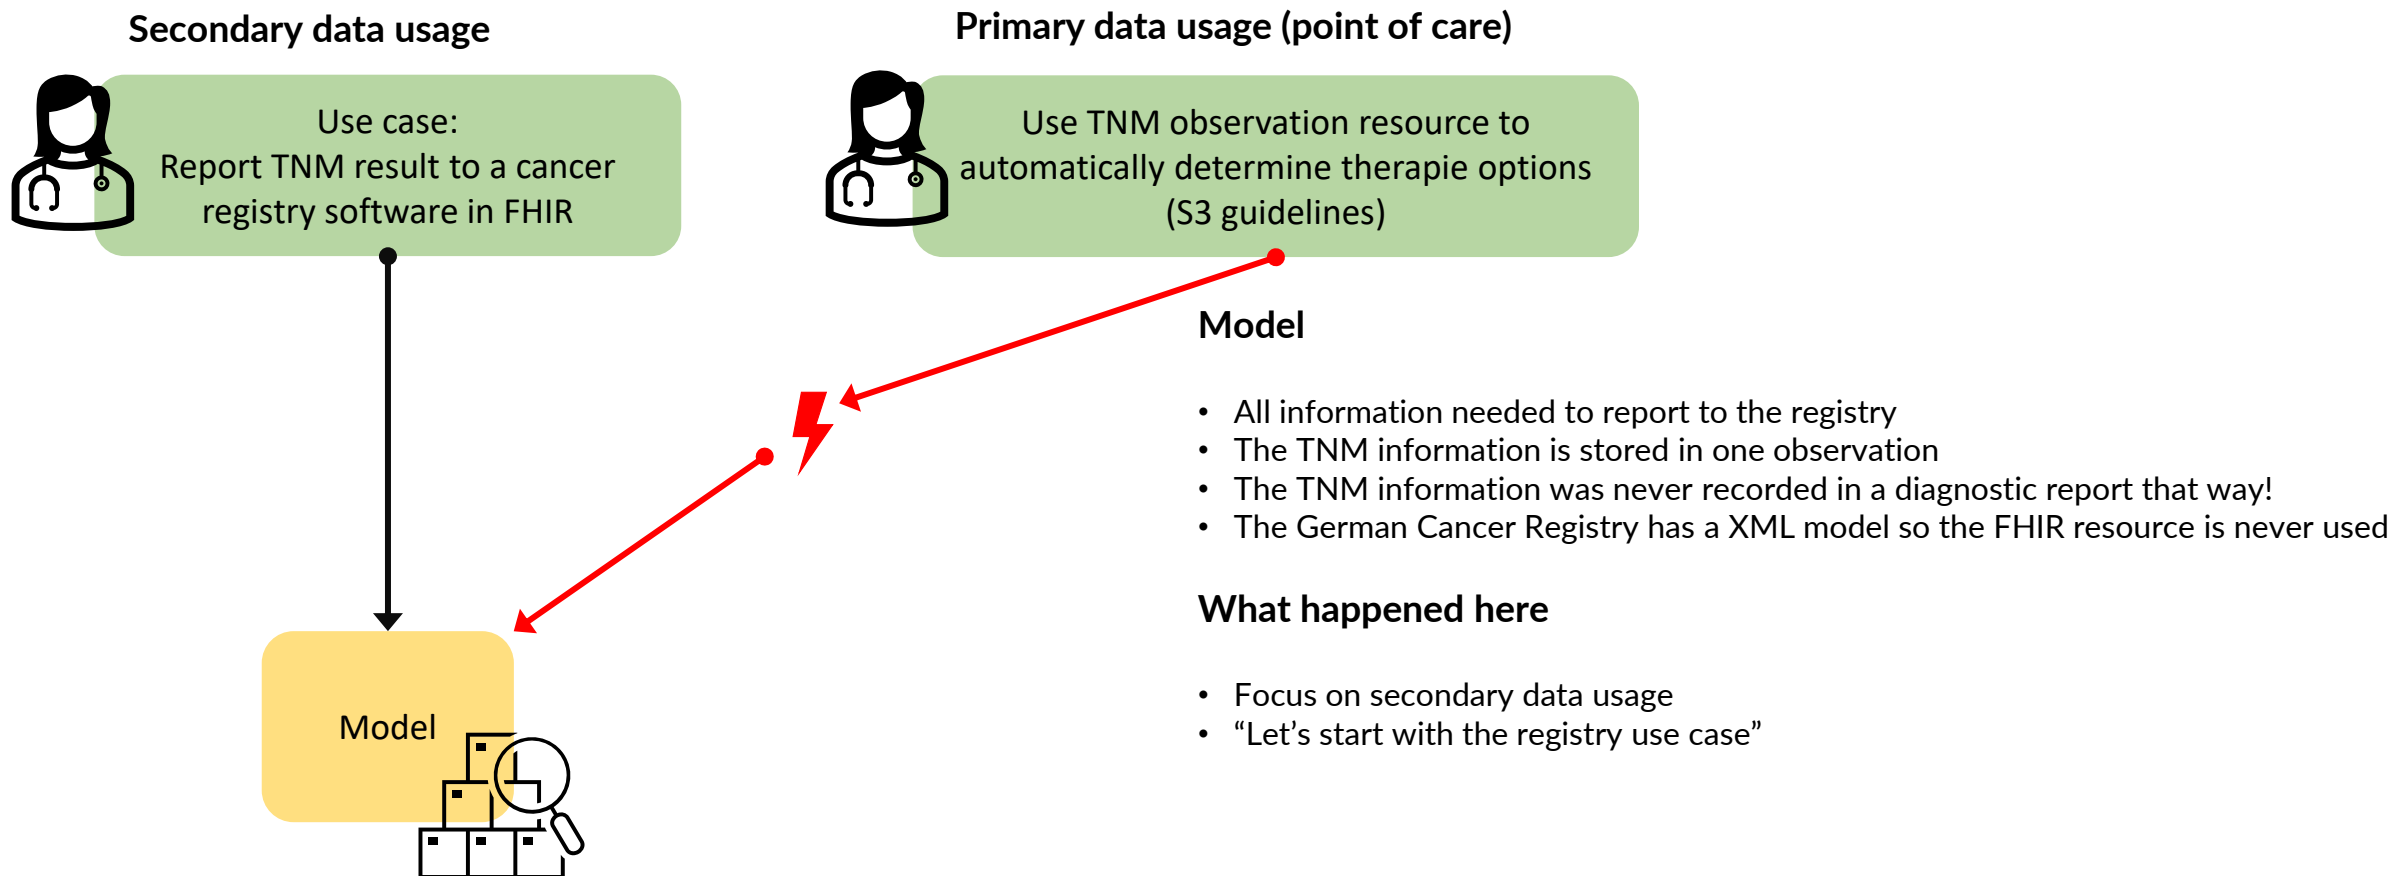 Secondary data usage
Use case:
Report TNM result to a cancer
registry software in FHIR
Primary data usage (point of care)
Use TNM observation resource to
automatically determine therapie options
(S3 guidelines)
Model
• All information needed to report to the registry
• The TNM information is stored in one observation
• The TNM information was never recorded in a diagnostic report that way!
• The German Cancer Registry has a XML model so the FHIR resource is never used
What happened here
• Focus on secondary data usage
• “Let’s start with the registry use case”
Model